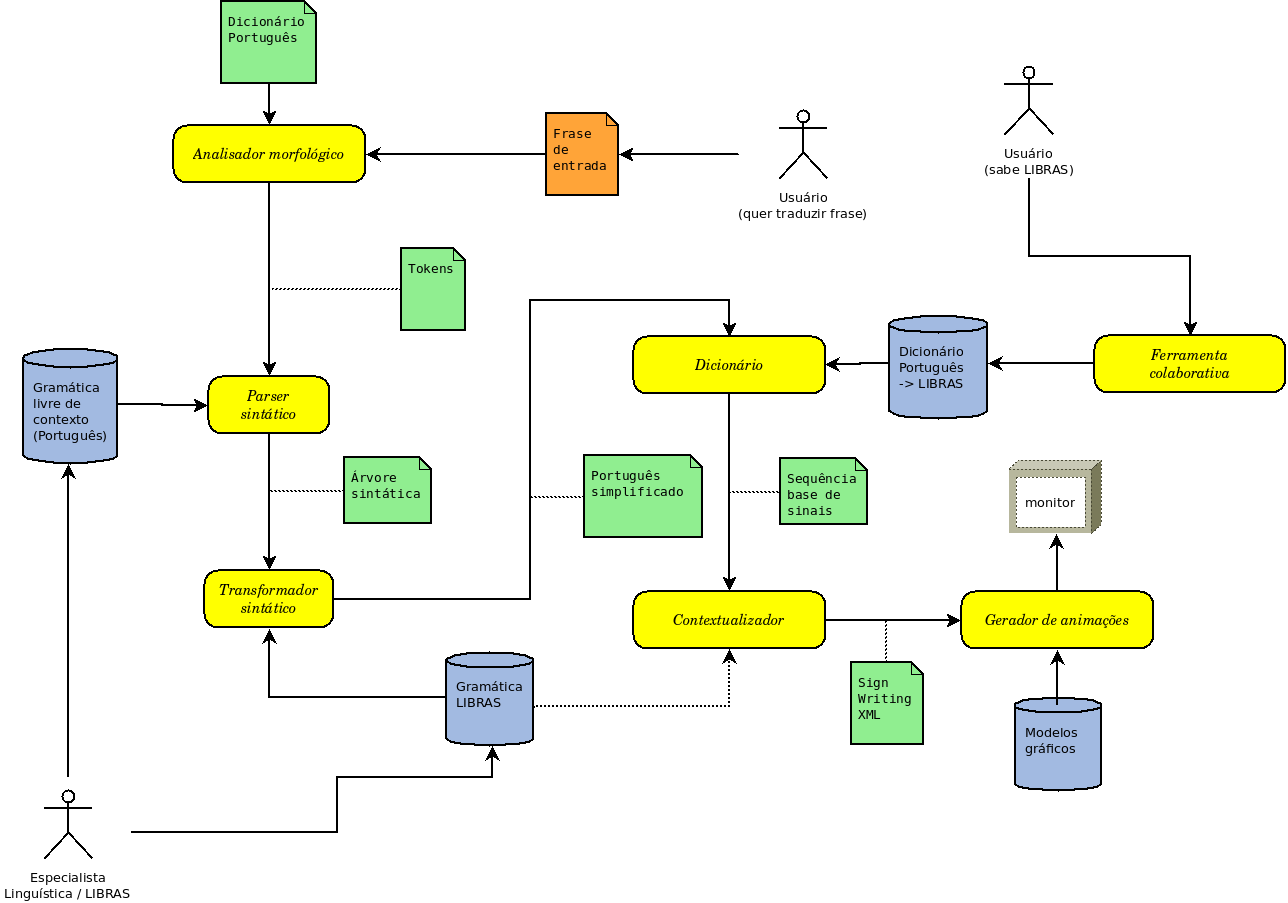 Dicionário
Português
Analisador morfológico
Frase
de
entrada
Usuário
(quer traduzir frase)
Usuário
(sabe LIBRAS)
Tokens
Gramática
livre de
contexto
(Português)
Parser
sintático
Dicionário
Dicionário
Português
-> LIBRAS
Ferramenta
colaborativa
Árvore
sintática
Português
simplificado
Sequência
base de
sinais
monitor
Transformador
sintático
Contextualizador
Gerador de animações
Gramática
LIBRAS
Sign
Writing
XML
Modelos
gráficos
Especialista
Linguística / LIBRAS